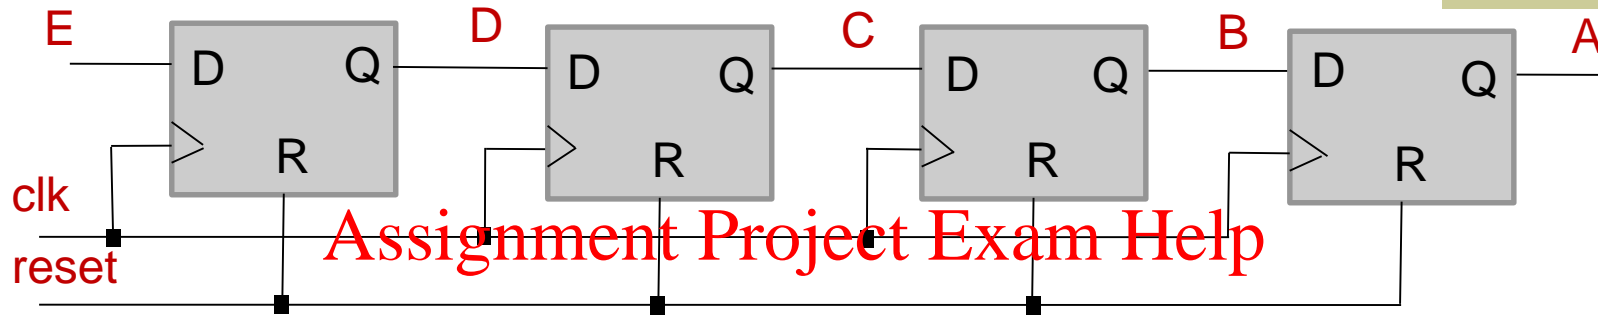 E D C B A
D Q D Q D Q D Q
R R R R
clk
Assignment Project Exam Help
reset